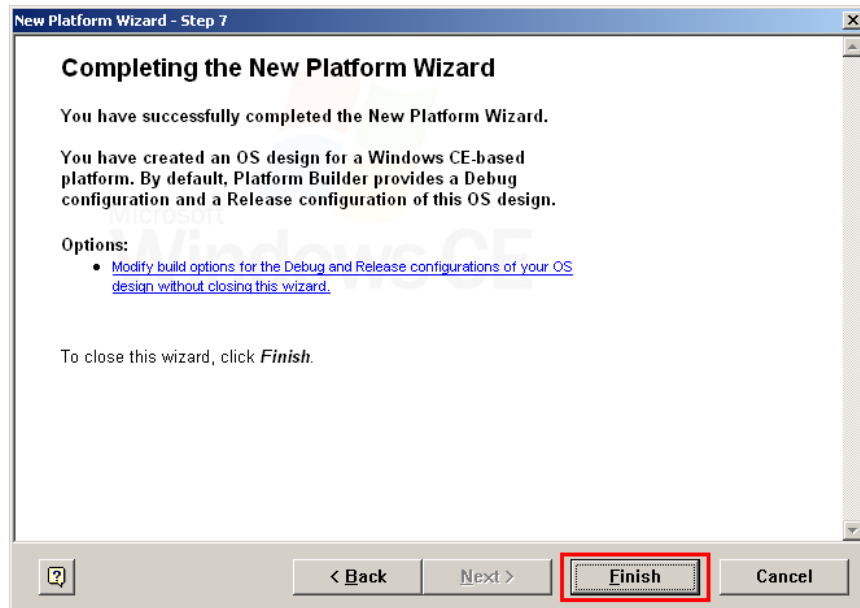 New Platform Wizard - Step 7
Completing the New Platform Wizard
You have successfully completed the New Platform Wizard.
You have created an OS design for a Windows CE-based
platform. By default, Platform Builder provides a Debug
configuration and a Release configuration of this OS design.
Microsoft
Windows CE
Options:
Modify build options for the Debug and Release configurations of your OS
design without closing this wizard.
To close this wizard, click Finish.
< Back
Next >
Finish
Cancel